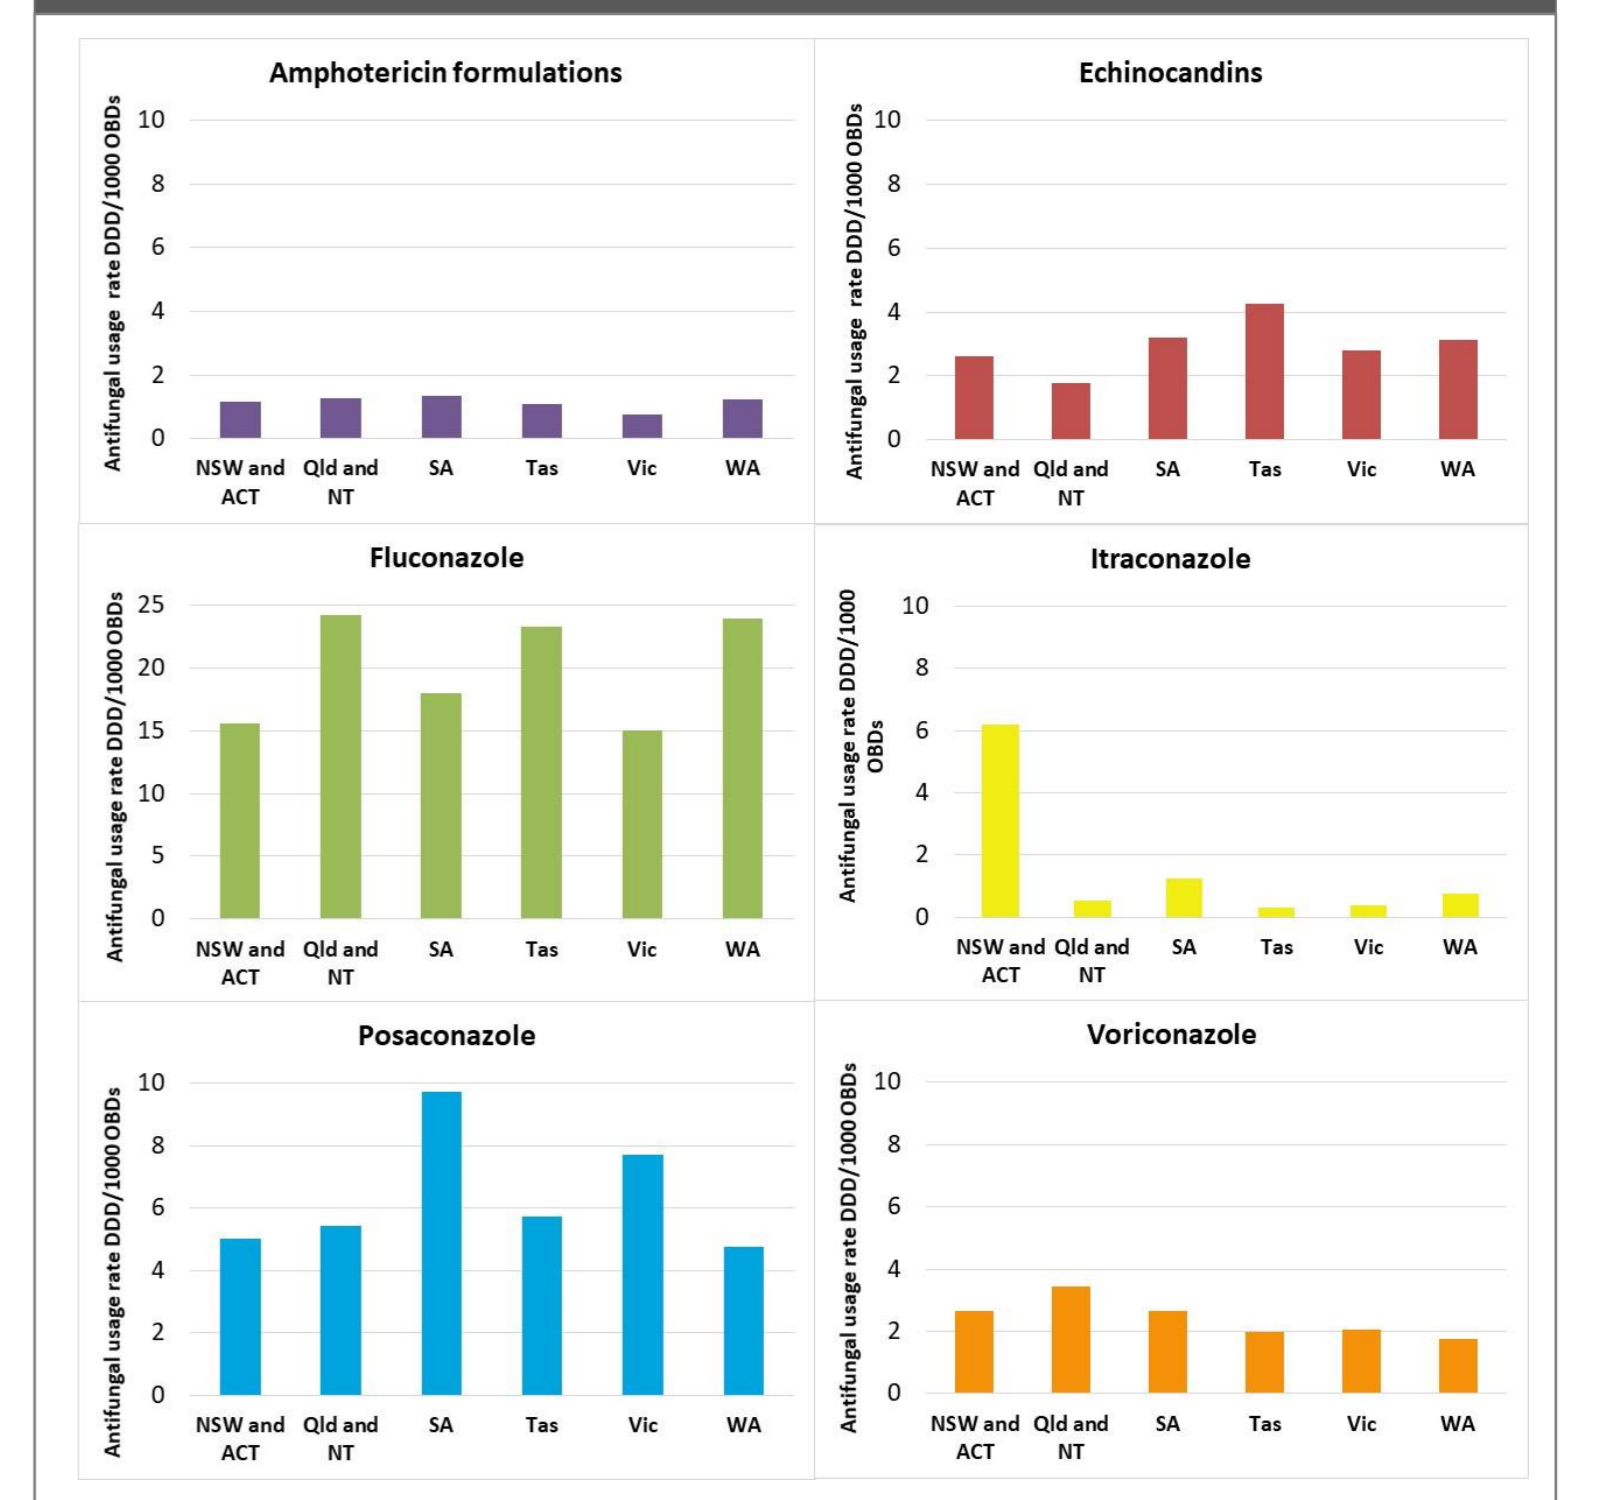 Amphotericin formulations
Antifungal usage rate DDD/1000 OBDs
10
8
6
4
2
0
NSW and Qld and SA Tas Vic WA
ACT NT
Echinocandins
Antifungal usage rate DDD/1000 OBDs
10
8
6
4
2
0
NSW and Qld and SA Tas Vic WA
ACT NT
Fluconazole
Antifungal usage rate DDD/1000 OBDs
25
20
15
10
5
0
NSW and Qld and SA Tas Vic WA
ACT NT
Itraconazole
Antifungal usage rate DDD/1000
OBDs
10
8
6
4
2
0
NSW and Qld and SA Tas Vic WA
ACT NT
Posaconazole
Antifungal usage rate DDD/1000 OBDs
10
8
6
4
2
0
NSW and Qld and SA Tas Vic WA
ACT NT
Voriconazole
Antifungal usage rate DDD/1000 OBDs
10
8
6
4
2
0
NSW and Qld and SA Tas Vic WA
ACT NT